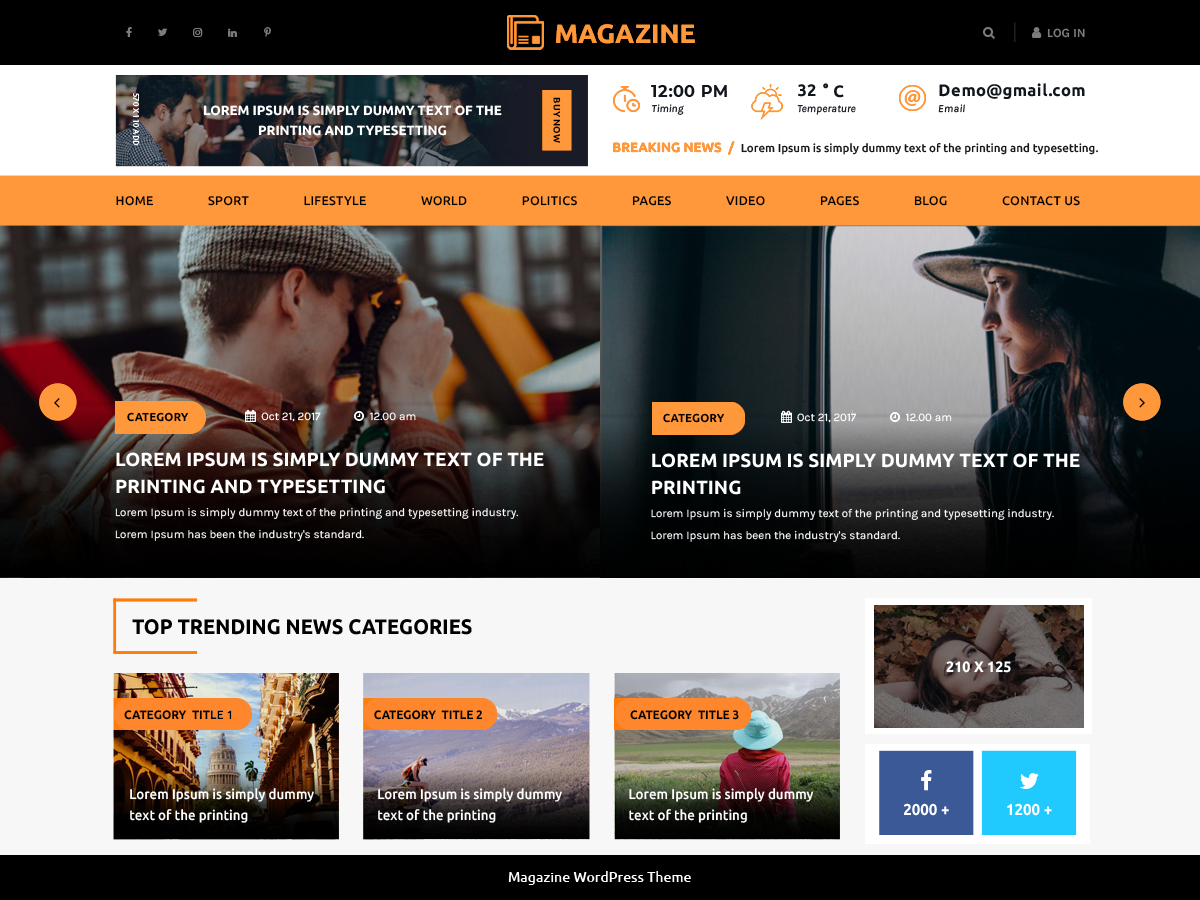 MAGAZINE
LOG IN
570 X 110 ADD
LOREM IPSUM IS SIMPLY DUMMY TEXT OF THE
PRINTING AND TYPESETTING
BUY NOW
12:00 PM
Timing
32 ° C
Temperature
Demo@gmail.com
Email
BREAKING NEWS / Lorem Ipsum is simply dummy text of the printing and typesetting.
HOME SPORT LIFESTYLE WORLD POLITICS PAGES VIDEO PAGES BLOG CONTACT US
CATEGORY Oct 21, 2017 12.00 am
LOREM IPSUM IS SIMPLY DUMMY TEXT OF THE
PRINTING AND TYPESETTING
Lorem Ipsum is simply dummy text of the printing and typesetting industry.
Lorem Ipsum has been the industry's standard.
CATEGORY Oct 21, 2017 12.00 am
LOREM IPSUM IS SIMPLY DUMMY TEXT OF THE
PRINTING
Lorem Ipsum is simply dummy text of the printing and typesetting industry.
Lorem Ipsum has been the industry's standard.
TOP TRENDING NEWS CATEGORIES
CATEGORY TITLE 1
Lorem Ipsum is simply dummy
text of the printing
CATEGORY TITLE 2
Lorem Ipsum is simply dummy
text of the printing
CATEGORY TITLE 3
Lorem Ipsum is simply dummy
text of the printing
210 X 125
2000 +
1200 +
Magazine WordPress Theme